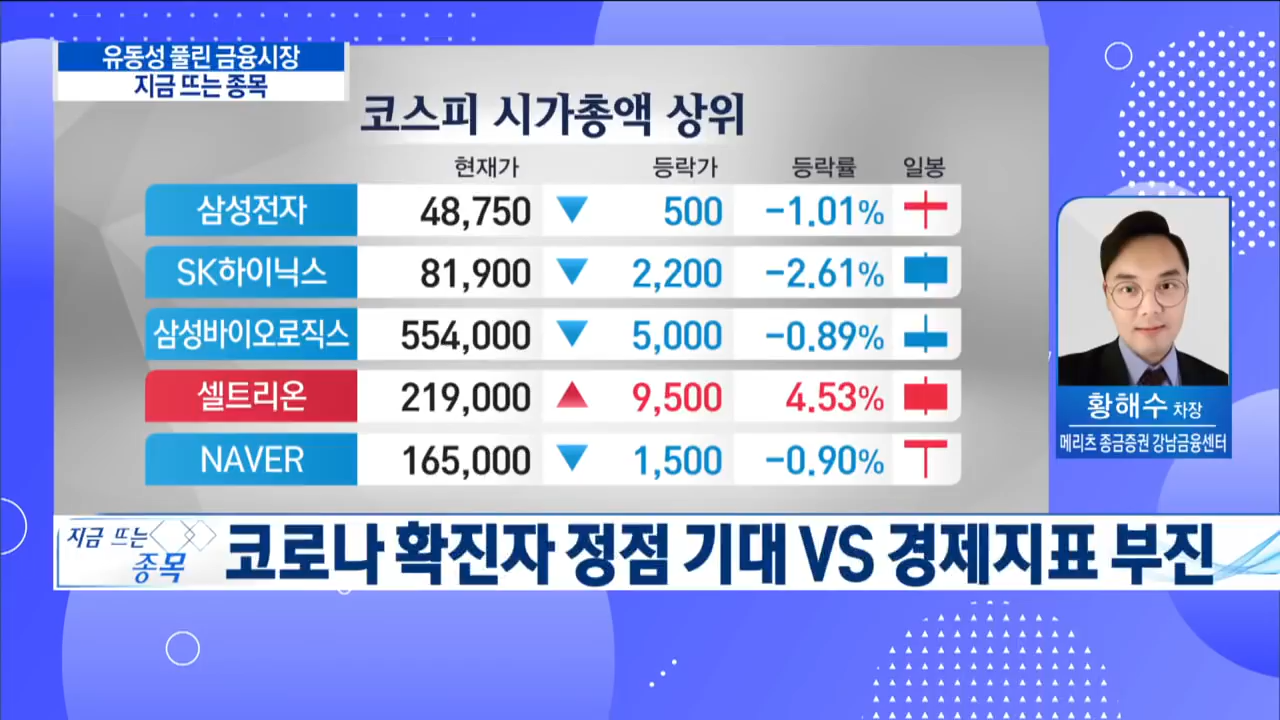 유동성 풀린 금융시장
지금 뜨는 종목
코스피 시가총액 상위
현재가 등락가 등락률 일봉
삼성전자 48,750 ▼ 500 -1.01%
SK하이닉스 81,900 ▼ 2,200 -2.61%
삼성바이오로직스 554,000 ▼ 5,000 -0.89%
셀트리온 219,000 ▲ 9,500 4.53%
NAVER 165,000 ▼ 1,500 -0.90%
황해수 차장
메리츠 종금증권 강남금융센터
지금 뜨는
종목
코로나 확진자 정점 기대 VS 경제지표 부진